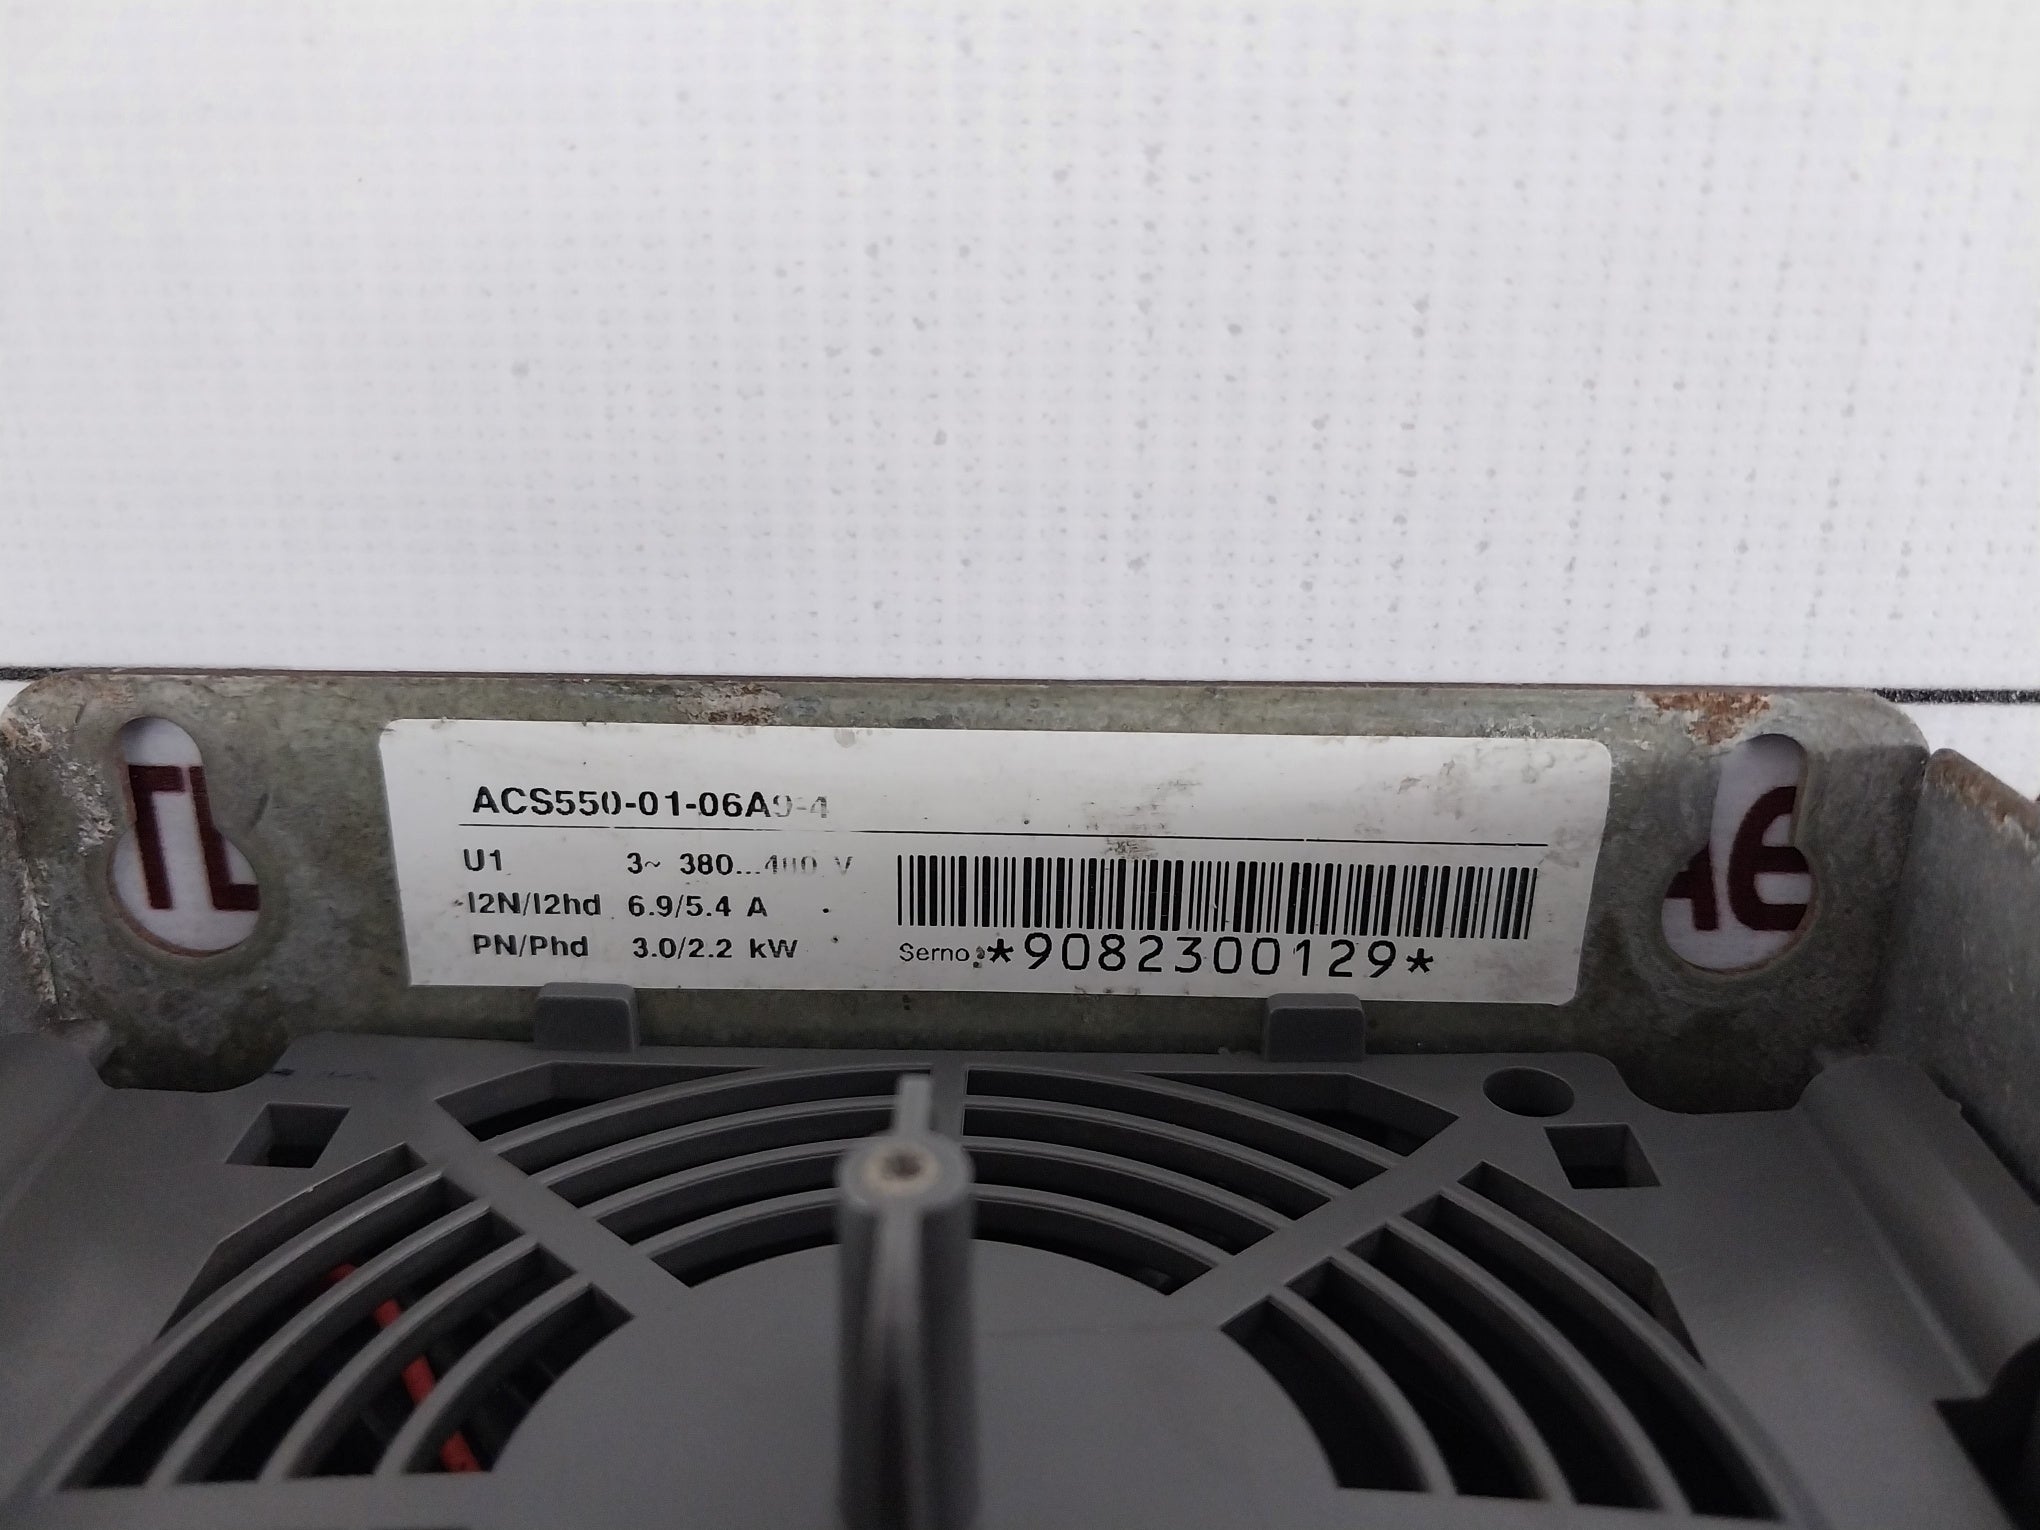 ACS550-01-06A9-4
U1 3~ 380...480 V
I2N/I2hd 6.9/5.4 A
PN/Phd 3.0/2.2 kW
Serno: *9082300129*